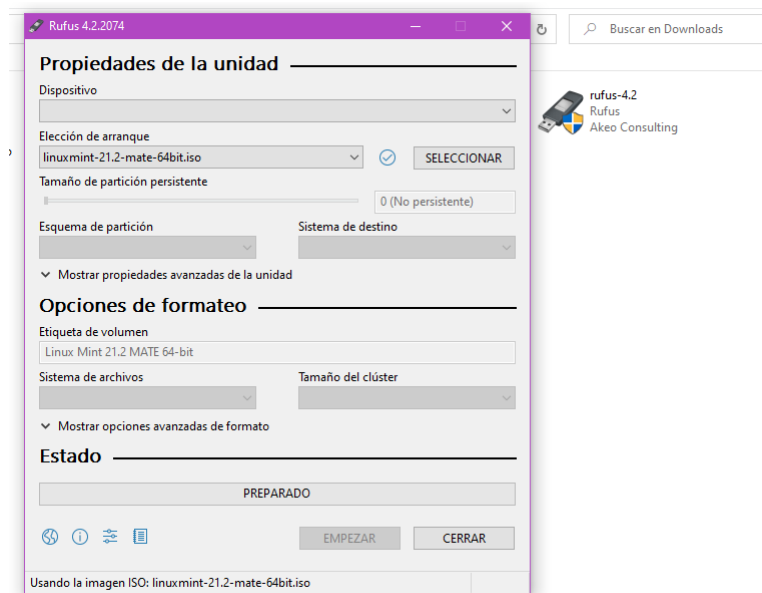 Rufus 4.2.2074
Buscar en Downloads
Propiedades de la unidad
Dispositivo
Elección de arranque
linuxmint-21.2-mate-64bit.iso
SELECCIONAR
Tamaño de partición persistente
0 (No persistente)
Esquema de partición
Sistema de destino
Mostrar propiedades avanzadas de la unidad
Opciones de formateo
Etiqueta de volumen
Linux Mint 21.2 MATE 64-bit
Sistema de archivos
Tamaño del clúster
Mostrar opciones avanzadas de formato
Estado
PREPARADO
EMPEZAR
CERRAR
Usando la imagen ISO: linuxmint-21.2-mate-64bit.iso
rufus-4.2
Rufus
Akeo Consulting